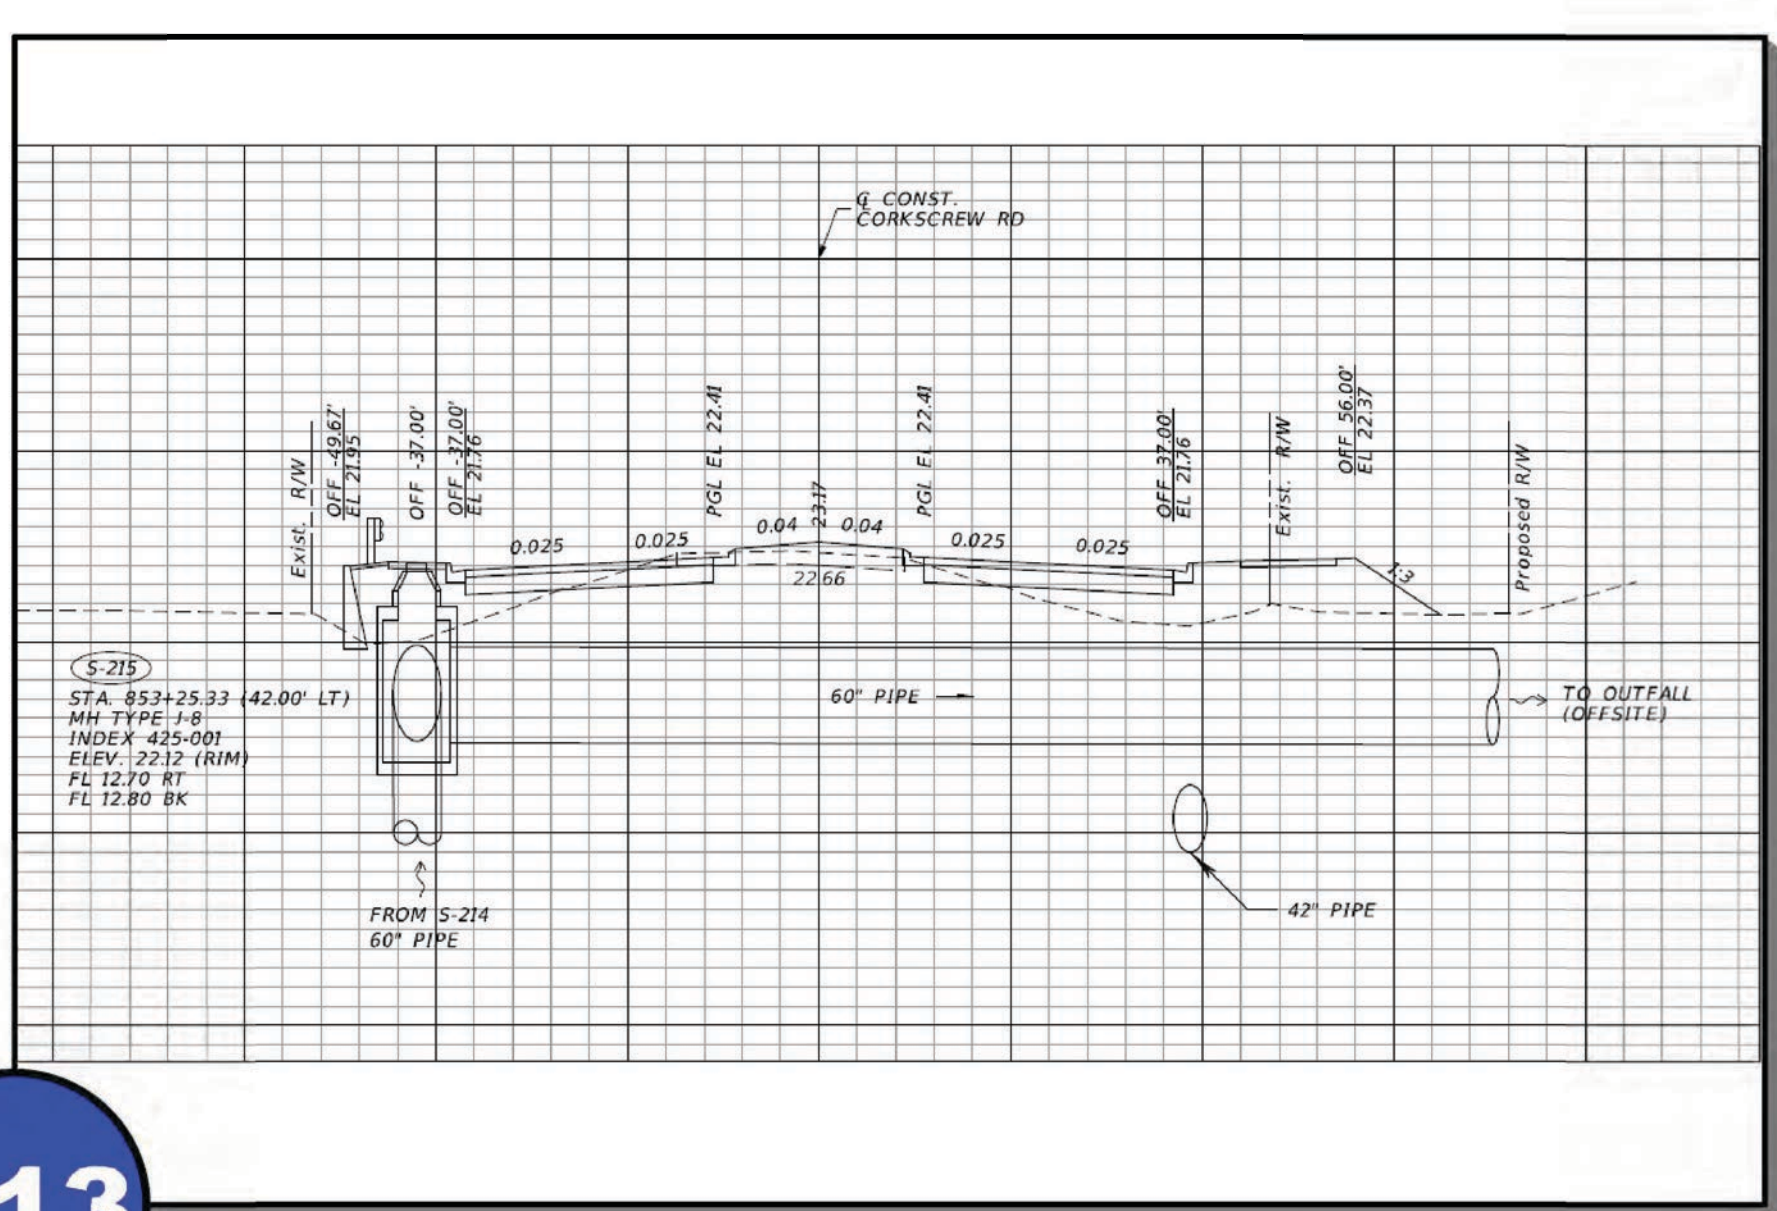 ℄ CONST.
CORKSCREW RD
Exist. R/W
OFF -49.67'
EL 21.95
OFF -37.00'
OFF -37.00'
EL 21.76
PGL EL 22.41
23.17
PGL EL 22.41
OFF 37.00'
EL 21.76
Exist. R/W
OFF 56.00'
EL 22.37
Proposed R/W
0.025
0.025
0.04
0.04
0.025
0.025
1:3
22.66
S-215
STA. 853+25.33 (42.00' LT)
MH TYPE J-8
INDEX 425-001
ELEV. 22.12 (RIM)
FL 12.70 RT
FL 12.80 BK
60" PIPE
TO OUTFALL
(OFFSITE)
FROM S-214
60" PIPE
42" PIPE
13